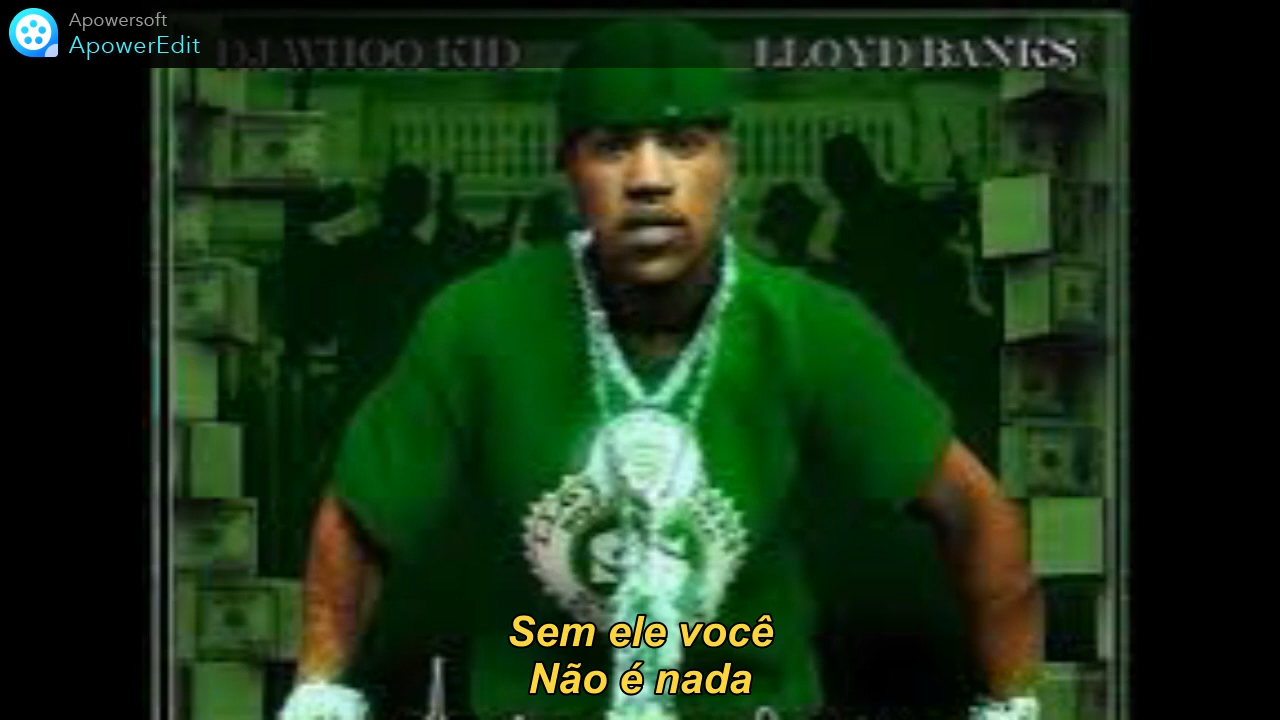 Apowersoft
ApowerEdit
DJ WHOO KID
LLOYD BANKS
Sem ele você
Não é nada